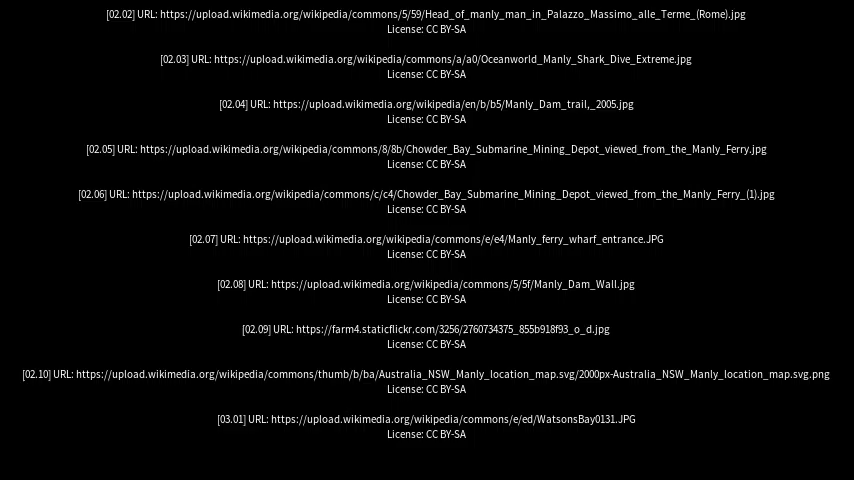 [02.02] URL: https://upload.wikimedia.org/wikipedia/commons/5/59/Head_of_manly_man_in_Palazzo_Massimo_alle_Terme_(Rome).jpg
License: CC BY-SA
[02.03] URL: https://upload.wikimedia.org/wikipedia/commons/a/a0/Oceanworld_Manly_Shark_Dive_Extreme.jpg
License: CC BY-SA
[02.04] URL: https://upload.wikimedia.org/wikipedia/en/b/b5/Manly_Dam_trail,_2005.jpg
License: CC BY-SA
[02.05] URL: https://upload.wikimedia.org/wikipedia/commons/8/8b/Chowder_Bay_Submarine_Mining_Depot_viewed_from_the_Manly_Ferry.jpg
License: CC BY-SA
[02.06] URL: https://upload.wikimedia.org/wikipedia/commons/c/c4/Chowder_Bay_Submarine_Mining_Depot_viewed_from_the_Manly_Ferry_(1).jpg
License: CC BY-SA
[02.07] URL: https://upload.wikimedia.org/wikipedia/commons/e/e4/Manly_ferry_wharf_entrance.JPG
License: CC BY-SA
[02.08] URL: https://upload.wikimedia.org/wikipedia/commons/5/5f/Manly_Dam_Wall.jpg
License: CC BY-SA
[02.09] URL: https://farm4.staticflickr.com/3256/2760734375_855b918f93_o_d.jpg
License: CC BY-SA
[02.10] URL: https://upload.wikimedia.org/wikipedia/commons/thumb/b/ba/Australia_NSW_Manly_location_map.svg/2000px-Australia_NSW_Manly_location_map.svg.png
License: CC BY-SA
[03.01] URL: https://upload.wikimedia.org/wikipedia/commons/e/ed/WatsonsBay0131.JPG
License: CC BY-SA